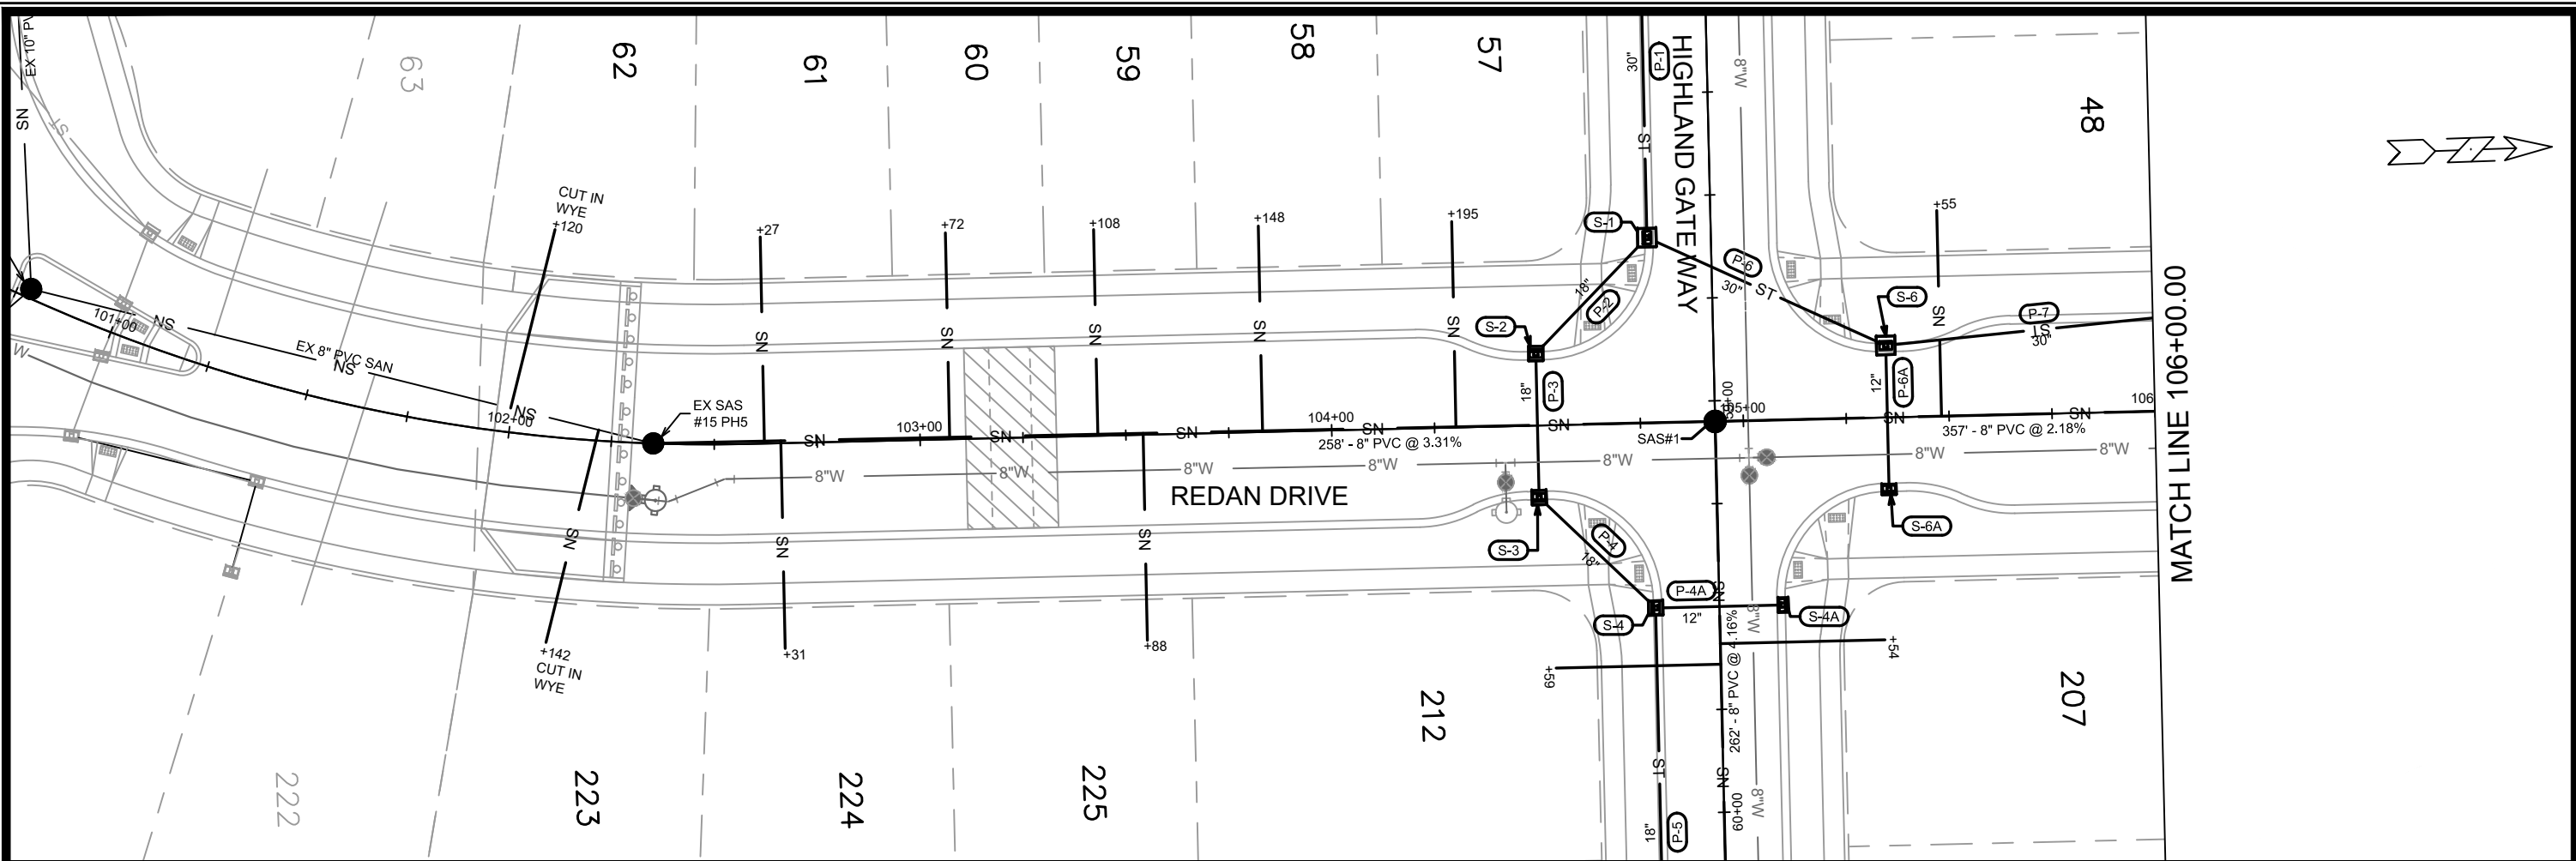 EX 10" PV
SN
ST
63
62
61
60
59
58
57
30"
P-1
ST
HIGHLAND GATEWAY
8"W
48
CUT IN
WYE
+120
+27
+72
+108
+148
+195
S-1
+55
18"
P-2
P-6
30"
ST
S-2
S-6
SN
P-7
ST
30"
MATCH LINE 106+00.00
101+00
SN
EX 8" PVC SAN
SN
W
SN
102+00
EX SAS
#15 PH5
SN
SN
SN
SN
SN
103+00
SN
SN
104+00
SN
SN
SN
258' - 8" PVC @ 3.31%
18"
P-3
SAS#1
105+00
12"
P-6A
SN
SN
106
357' - 8" PVC @ 2.18%
8"W
8"W
8"W
8"W
8"W
8"W
8"W
REDAN DRIVE
S-3
P-4
18"
S-6A
SN
SN
SN
P-4A
12"
SN
S-4
S-4A
8"W
+142
CUT IN
WYE
+31
+88
+59
+54
262' - 8" PVC @ 4.16%
222
223
224
225
212
207
ST
18"
P-5
SN
60+00
8"W